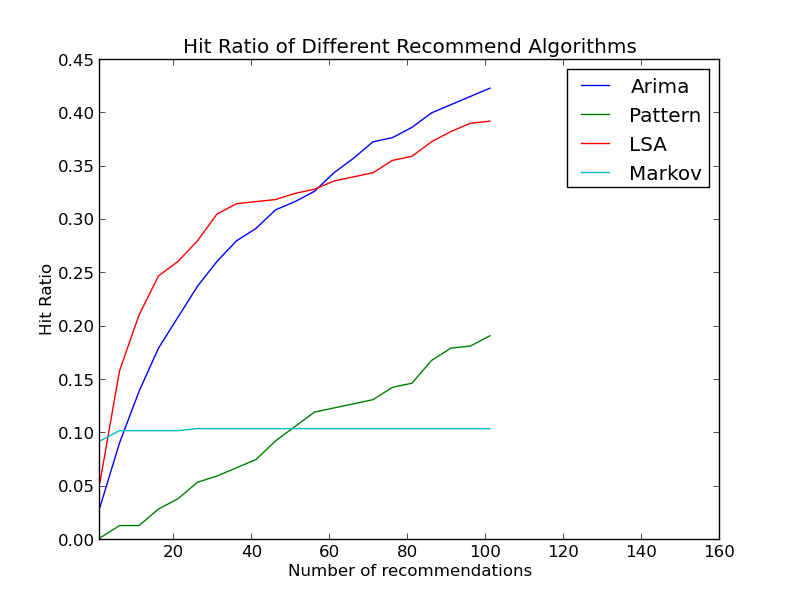 Hit Ratio of Different Recommend Algorithms
0.45
0.40
0.35
0.30
0.25
0.20
0.15
0.10
0.05
0.00
Hit Ratio
Arima
Pattern
LSA
Markov
20 40 60 80 100 120 140 160
Number of recommendations